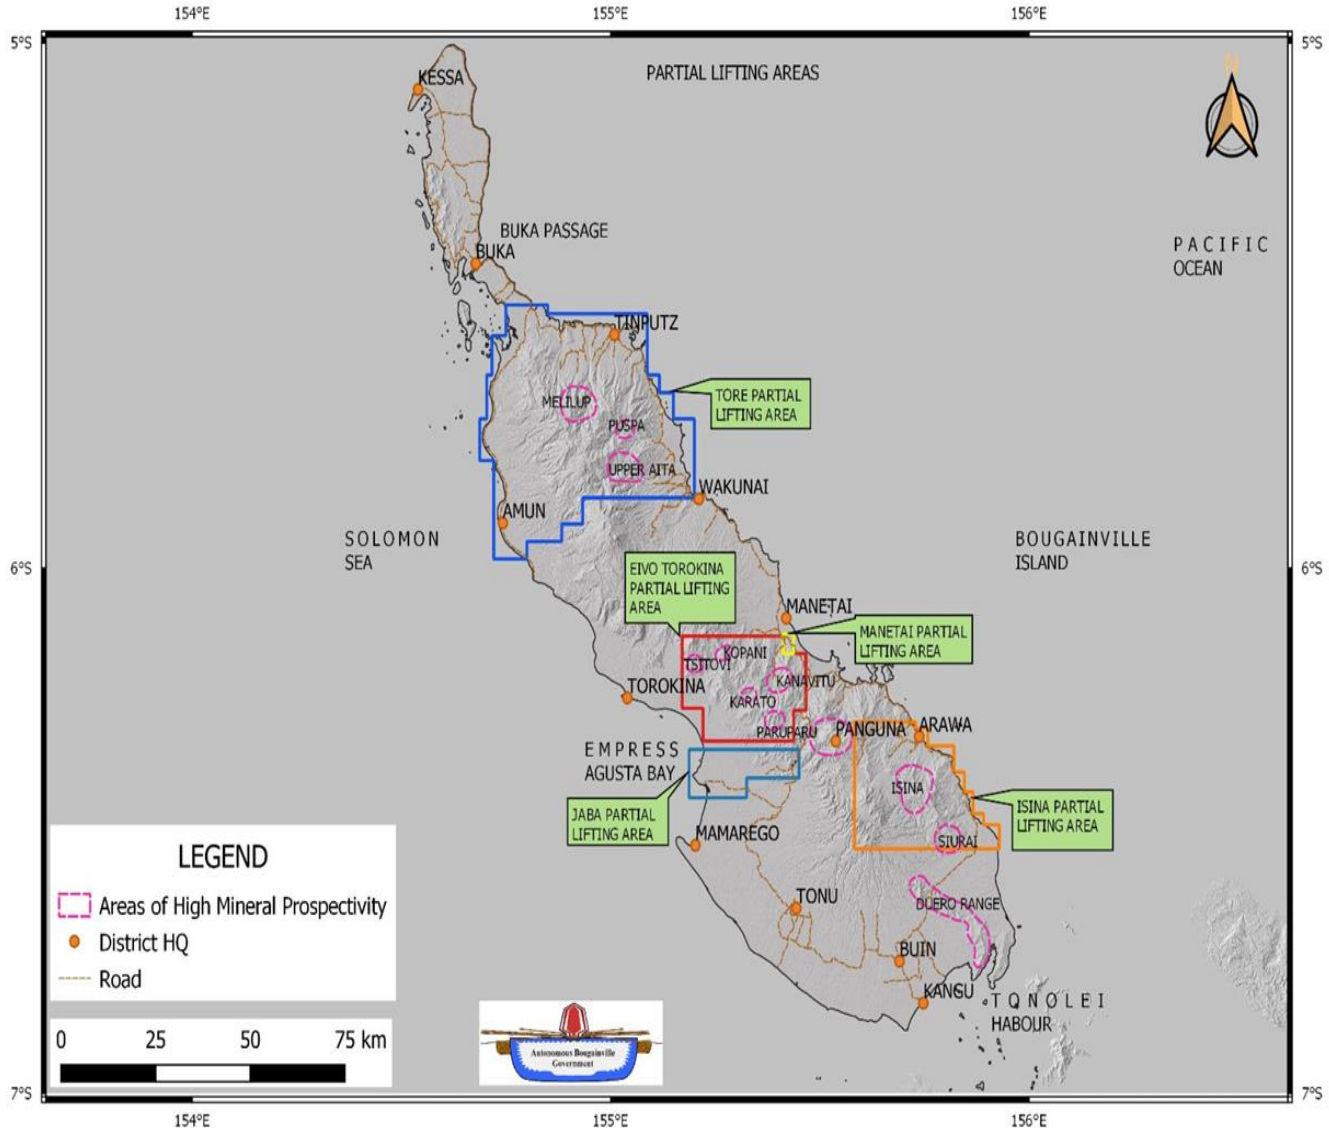 154°E
155°E
156°E
5°S
5°S
PARTIAL LIFTING AREAS
N
KESSA
BUKA PASSAGE
BUKA
PACIFIC
OCEAN
TINPUTZ
TORE PARTIAL
LIFTING AREA
MELILUP
PUSPA
UPPER AITA
WAKUNAI
AMUN
SOLOMON
SEA
BOUGAINVILLE
ISLAND
6°S
6°S
EIVO TOROKINA
PARTIAL LIFTING
AREA
MANETAI
MANETAI PARTIAL
LIFTING AREA
KOPANI
TSITOVI
KANAVITU
TOROKINA
KARATO
PARUPARU
PANGUNA
ARAWA
EMPRESS
AGUSTA BAY
ISINA
ISINA PARTIAL
LIFTING AREA
JABA PARTIAL
LIFTING AREA
MAMAREGO
SIURAI
TONU
DUERO RANGE
BUIN
KANGU
TONOLEI
HABOUR
LEGEND
Areas of High Mineral Prospectivity
District HQ
Road
0 25 50 75 km
Autonomous Bougainville
Government
7°S
7°S
154°E
155°E
156°E